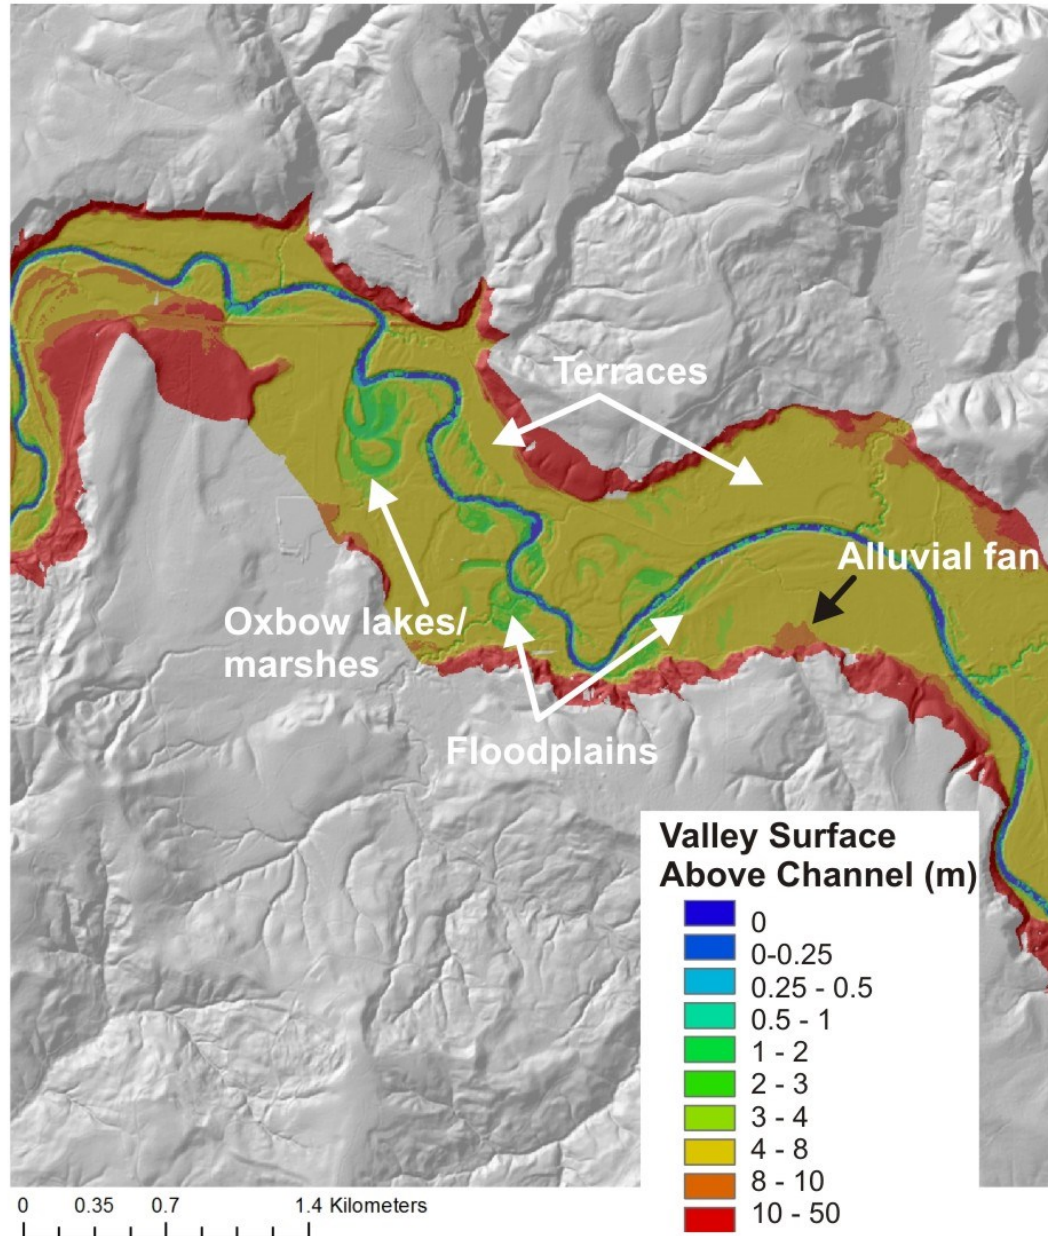 Terraces
Alluvial fan
Oxbow lakes/
marshes
Floodplains
Valley Surface
Above Channel (m)
0
0-0.25
0.25 - 0.5
0.5 - 1
1 - 2
2 - 3
3 - 4
4 - 8
8 - 10
10 - 50
0 0.35 0.7 1.4 Kilometers